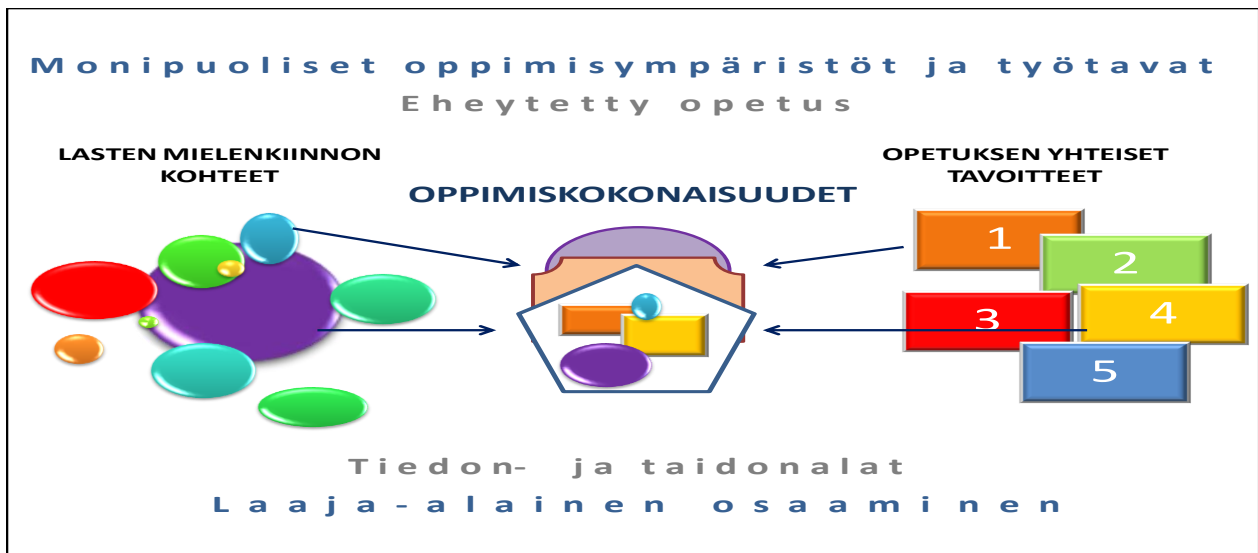 Monipuoliset oppimisympäristöt ja työtavat
Eheytetty opetus
LASTEN MIELENKIINNON
KOHTEET
OPPIMISKOKONAISUUDET
OPETUKSEN YHTEISET
TAVOITTEET
1
2
3
4
5
Tiedon- ja taidonalat
Laaja-alainen osaaminen